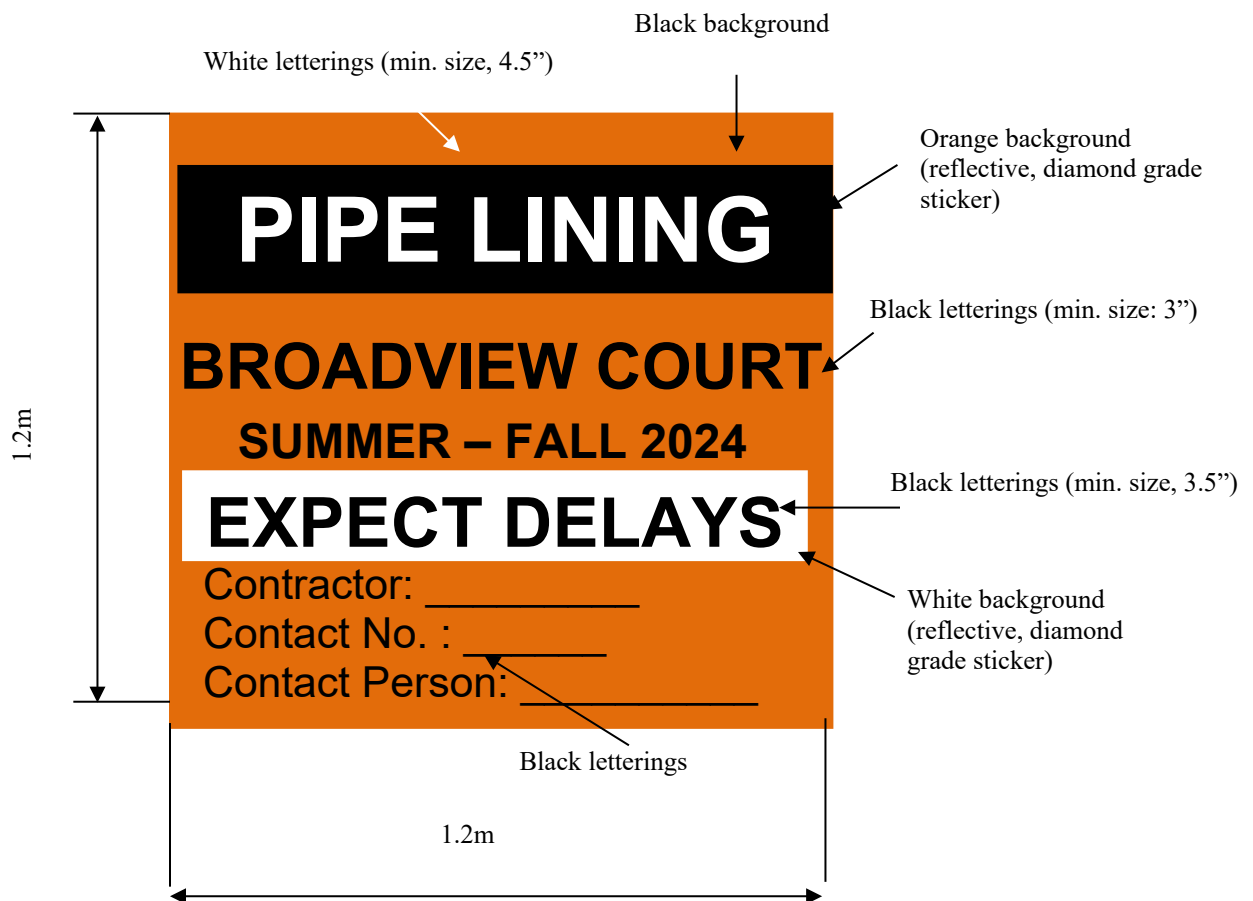 Black background
White letterings (min. size, 4.5”)
Orange background
(reflective, diamond grade
sticker)
PIPE LINING
Black letterings (min. size: 3”)
BROADVIEW COURT
1.2m
SUMMER – FALL 2024
Black letterings (min. size, 3.5”)
EXPECT DELAYS
Contractor: _________
White background
(reflective, diamond
grade sticker)
Contact No. : ______
Contact Person: __________
Black letterings
1.2m